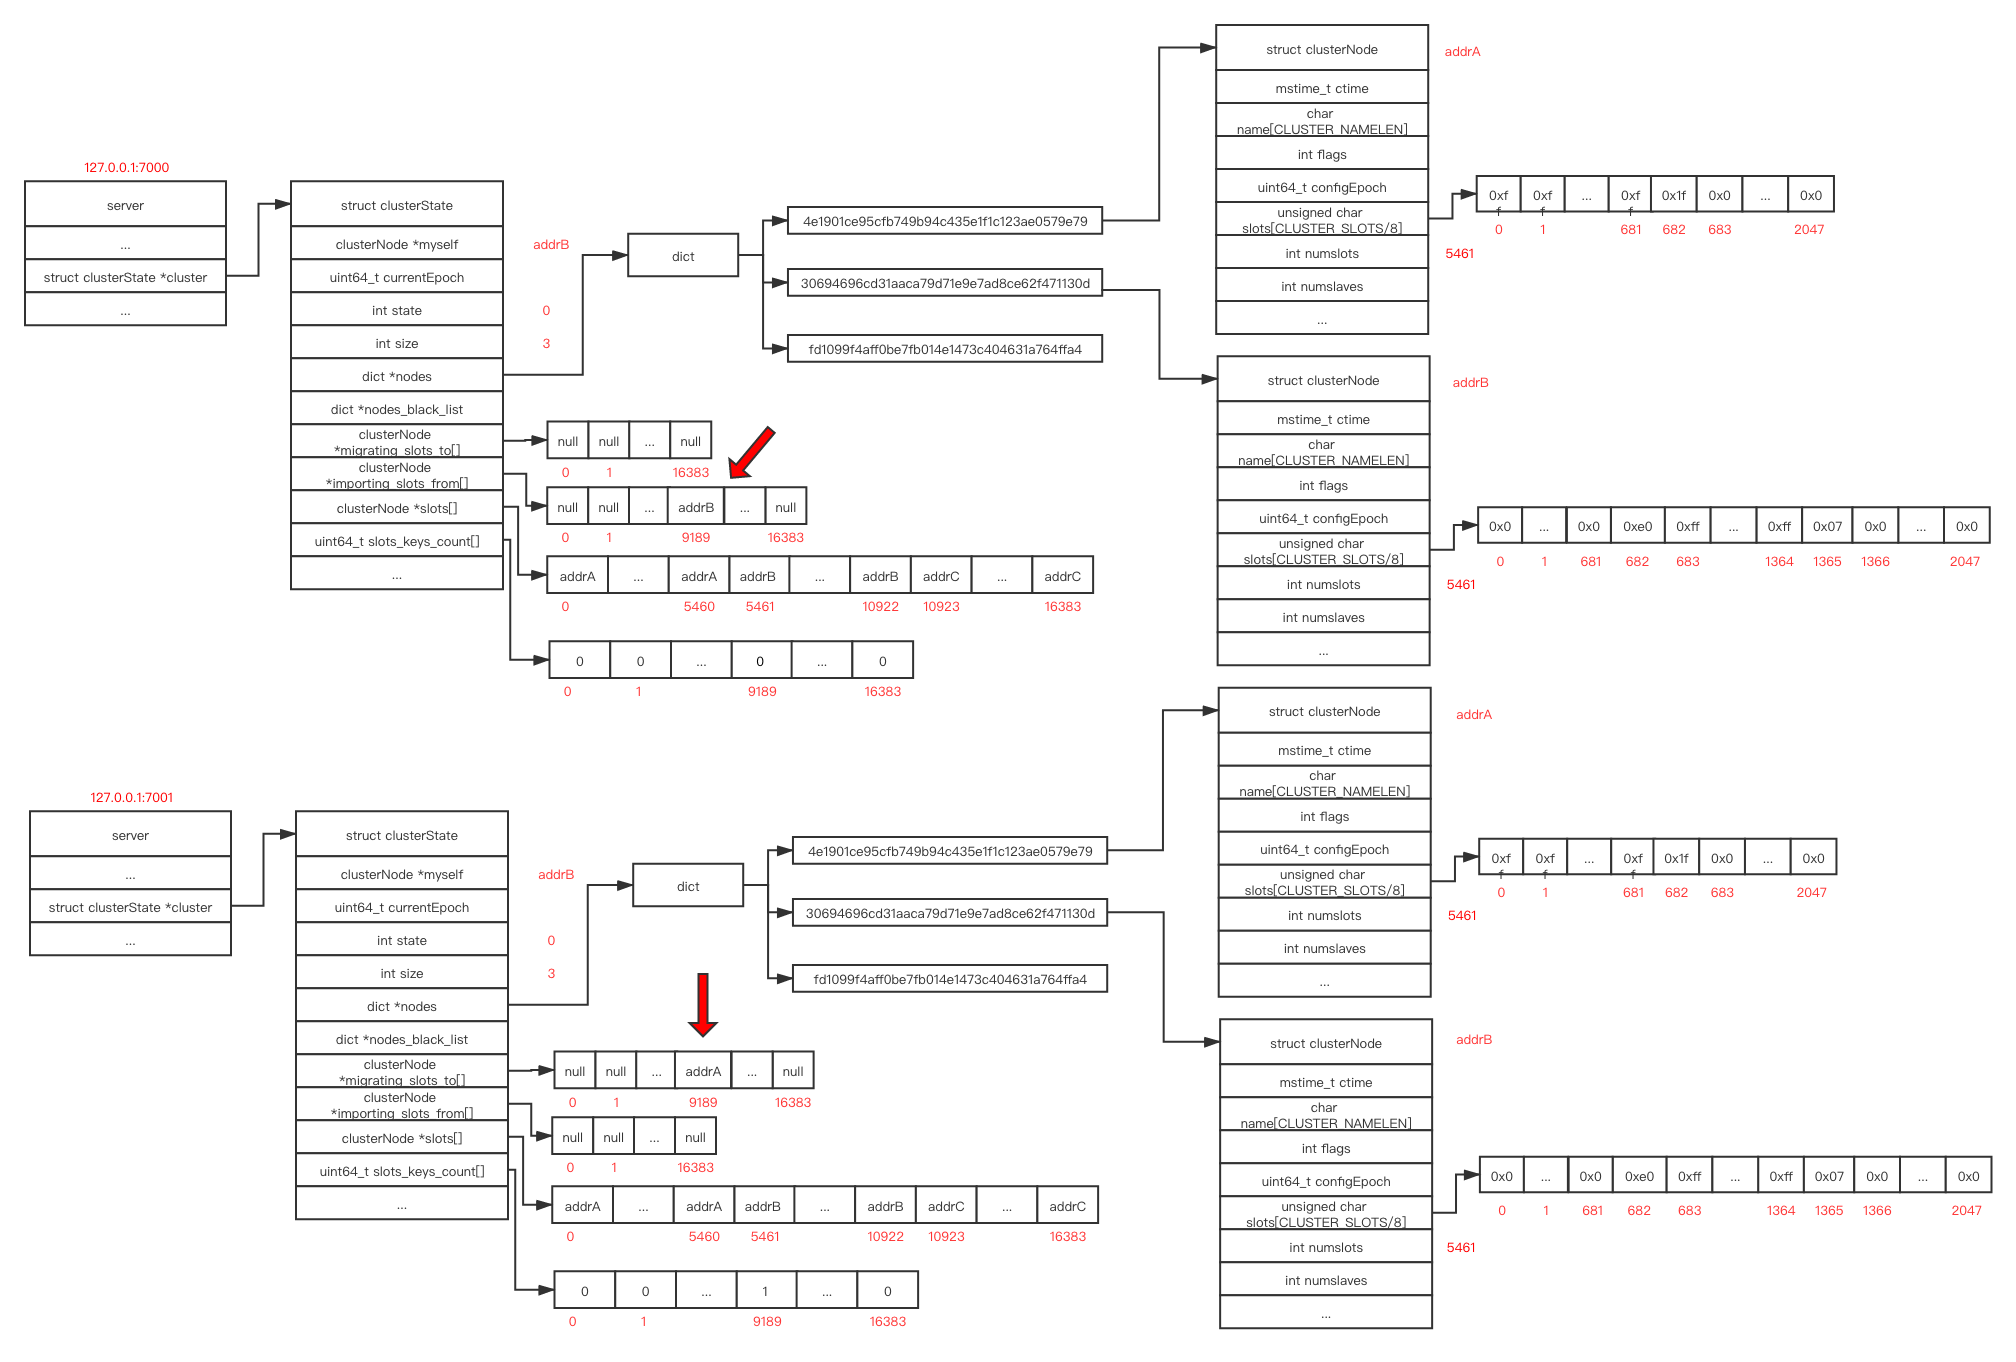 127.0.0.1:7000
server
...
struct clusterState *cluster
...
struct clusterState
clusterNode *myself
uint64_t currentEpoch
int state
int size
dict *nodes
dict *nodes_black_list
clusterNode
*migrating_slots_to[]
clusterNode
*importing_slots_from[]
clusterNode *slots[]
uint64_t slots_keys_count[]
...
addrB
0
3
dict
4e1901ce95cfb749b94c435e1f1c123ae0579e79
30694696cd31aaca79d71e9e7ad8ce62f471130d
fd1099f4aff0be7fb014e1473c404631a764ffa4
null null ... null
0 1 16383
null null ... addrB ... null
0 1 9189 16383
addrA ... addrA addrB ... addrB addrC ... addrC
0 5460 5461 10922 10923 16383
0 0 ... 0 ... 0
0 1 9189 16383
struct clusterNode
addrA
mstime_t ctime
char
name[CLUSTER_NAMELEN]
int flags
uint64_t configEpoch
unsigned char
slots[CLUSTER_SLOTS/8]
int numslots
5461
int numslaves
...
0xf 0xf ... 0xf 0x1f 0x0 ... 0x0
f f f
0 1 681 682 683 2047
struct clusterNode
addrB
mstime_t ctime
char
name[CLUSTER_NAMELEN]
int flags
uint64_t configEpoch
unsigned char
slots[CLUSTER_SLOTS/8]
int numslots
5461
int numslaves
...
0x0 ... 0x0 0xe0 0xff ... 0xff 0x07 0x0 ... 0x0
0 1 681 682 683 1364 1365 1366 2047
127.0.0.1:7001
server
...
struct clusterState *cluster
...
struct clusterState
clusterNode *myself
uint64_t currentEpoch
int state
int size
dict *nodes
dict *nodes_black_list
clusterNode
*migrating_slots_to[]
clusterNode
*importing_slots_from[]
clusterNode *slots[]
uint64_t slots_keys_count[]
...
addrB
0
3
dict
4e1901ce95cfb749b94c435e1f1c123ae0579e79
30694696cd31aaca79d71e9e7ad8ce62f471130d
fd1099f4aff0be7fb014e1473c404631a764ffa4
null null ... addrA ... null
0 1 9189 16383
null null ... null
0 1 16383
addrA ... addrA addrB ... addrB addrC ... addrC
0 5460 5461 10922 10923 16383
0 0 ... 1 ... 0
0 1 9189 16383
struct clusterNode
addrA
mstime_t ctime
char
name[CLUSTER_NAMELEN]
int flags
uint64_t configEpoch
unsigned char
slots[CLUSTER_SLOTS/8]
int numslots
5461
int numslaves
...
0xf 0xf ... 0xf 0x1f 0x0 ... 0x0
f f f
0 1 681 682 683 2047
struct clusterNode
addrB
mstime_t ctime
char
name[CLUSTER_NAMELEN]
int flags
uint64_t configEpoch
unsigned char
slots[CLUSTER_SLOTS/8]
int numslots
5461
int numslaves
...
0x0 ... 0x0 0xe0 0xff ... 0xff 0x07 0x0 ... 0x0
0 1 681 682 683 1364 1365 1366 2047